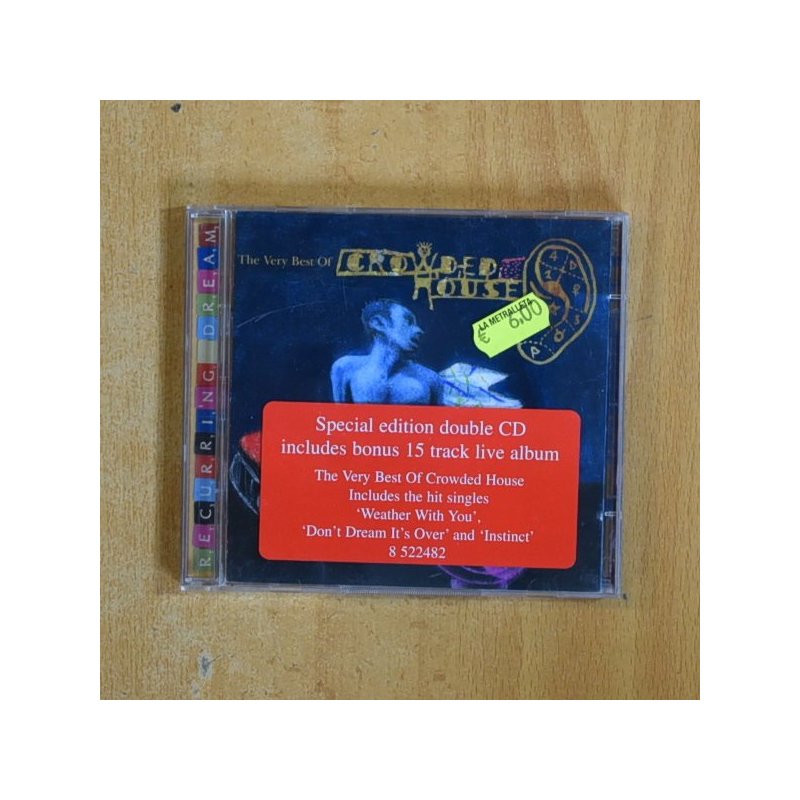 RECURRING DREAM
The Very Best Of CROWDED
HOUSE
LA METRALLETA
€ 6,00
Special edition double CD
includes bonus 15 track live album
The Very Best Of Crowded House
Includes the hit singles
‘Weather With You’,
‘Don’t Dream It’s Over’ and ‘Instinct’
8 522482